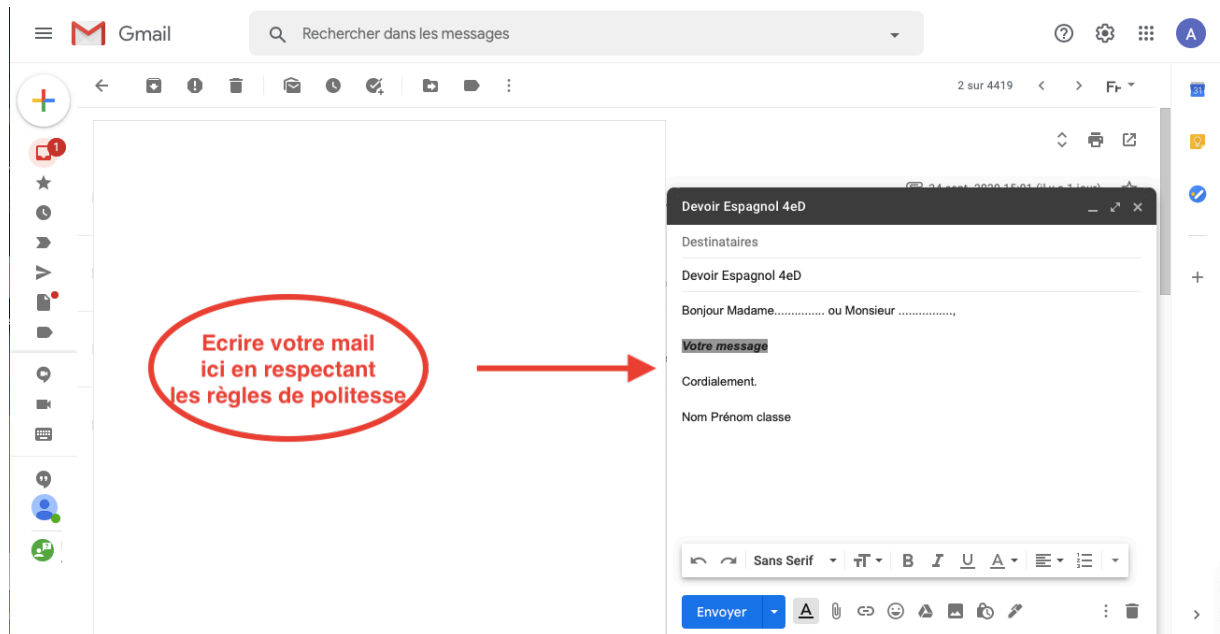 Gmail
Rechercher dans les messages
A
2 sur 4419
31
1
Devoir Espagnol 4eD
Destinataires
Devoir Espagnol 4eD
Bonjour Madame............... ou Monsieur ................,
Votre message
Cordialement.
Nom Prénom classe
Ecrire votre mail
ici en respectant
les règles de politesse
Sans Serif
Envoyer